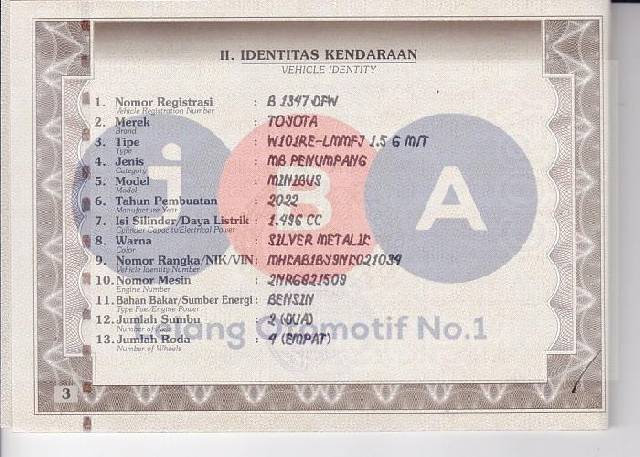 II. IDENTITAS KENDARAAN
VEHICLE IDENTITY
1. Nomor Registrasi : B 1347 DFW
Vehicle Registration Number
2. Merek : TOYOTA
Brand
3. Tipe : W101RE-LMMFJ 1.5 G M/T
Type
4. Jenis : MB PENUMPANG
Category
5. Model : MINIBUS
Model
6. Tahun Pembuatan : 2022
Manufacture Year
7. Isi Silinder/Daya Listrik : 1.496 CC
Cylinder Capacity/Electrical Power
8. Warna : SILVER METALIC
Color
9. Nomor Rangka/NIK/VIN : MHKAB1BY9NK021039
Vehicle Identity Number
10. Nomor Mesin : 2NRG821509
Engine Number
11. Bahan Bakar/Sumber Energi : BENSIN
Type Fuel/Engine Power
12. Jumlah Sumbu : 2 (DUA)
Number of Axle
13. Jumlah Roda : 4 (EMPAT)
Number of Wheels
iBA
Lelang Otomotif No.1
3